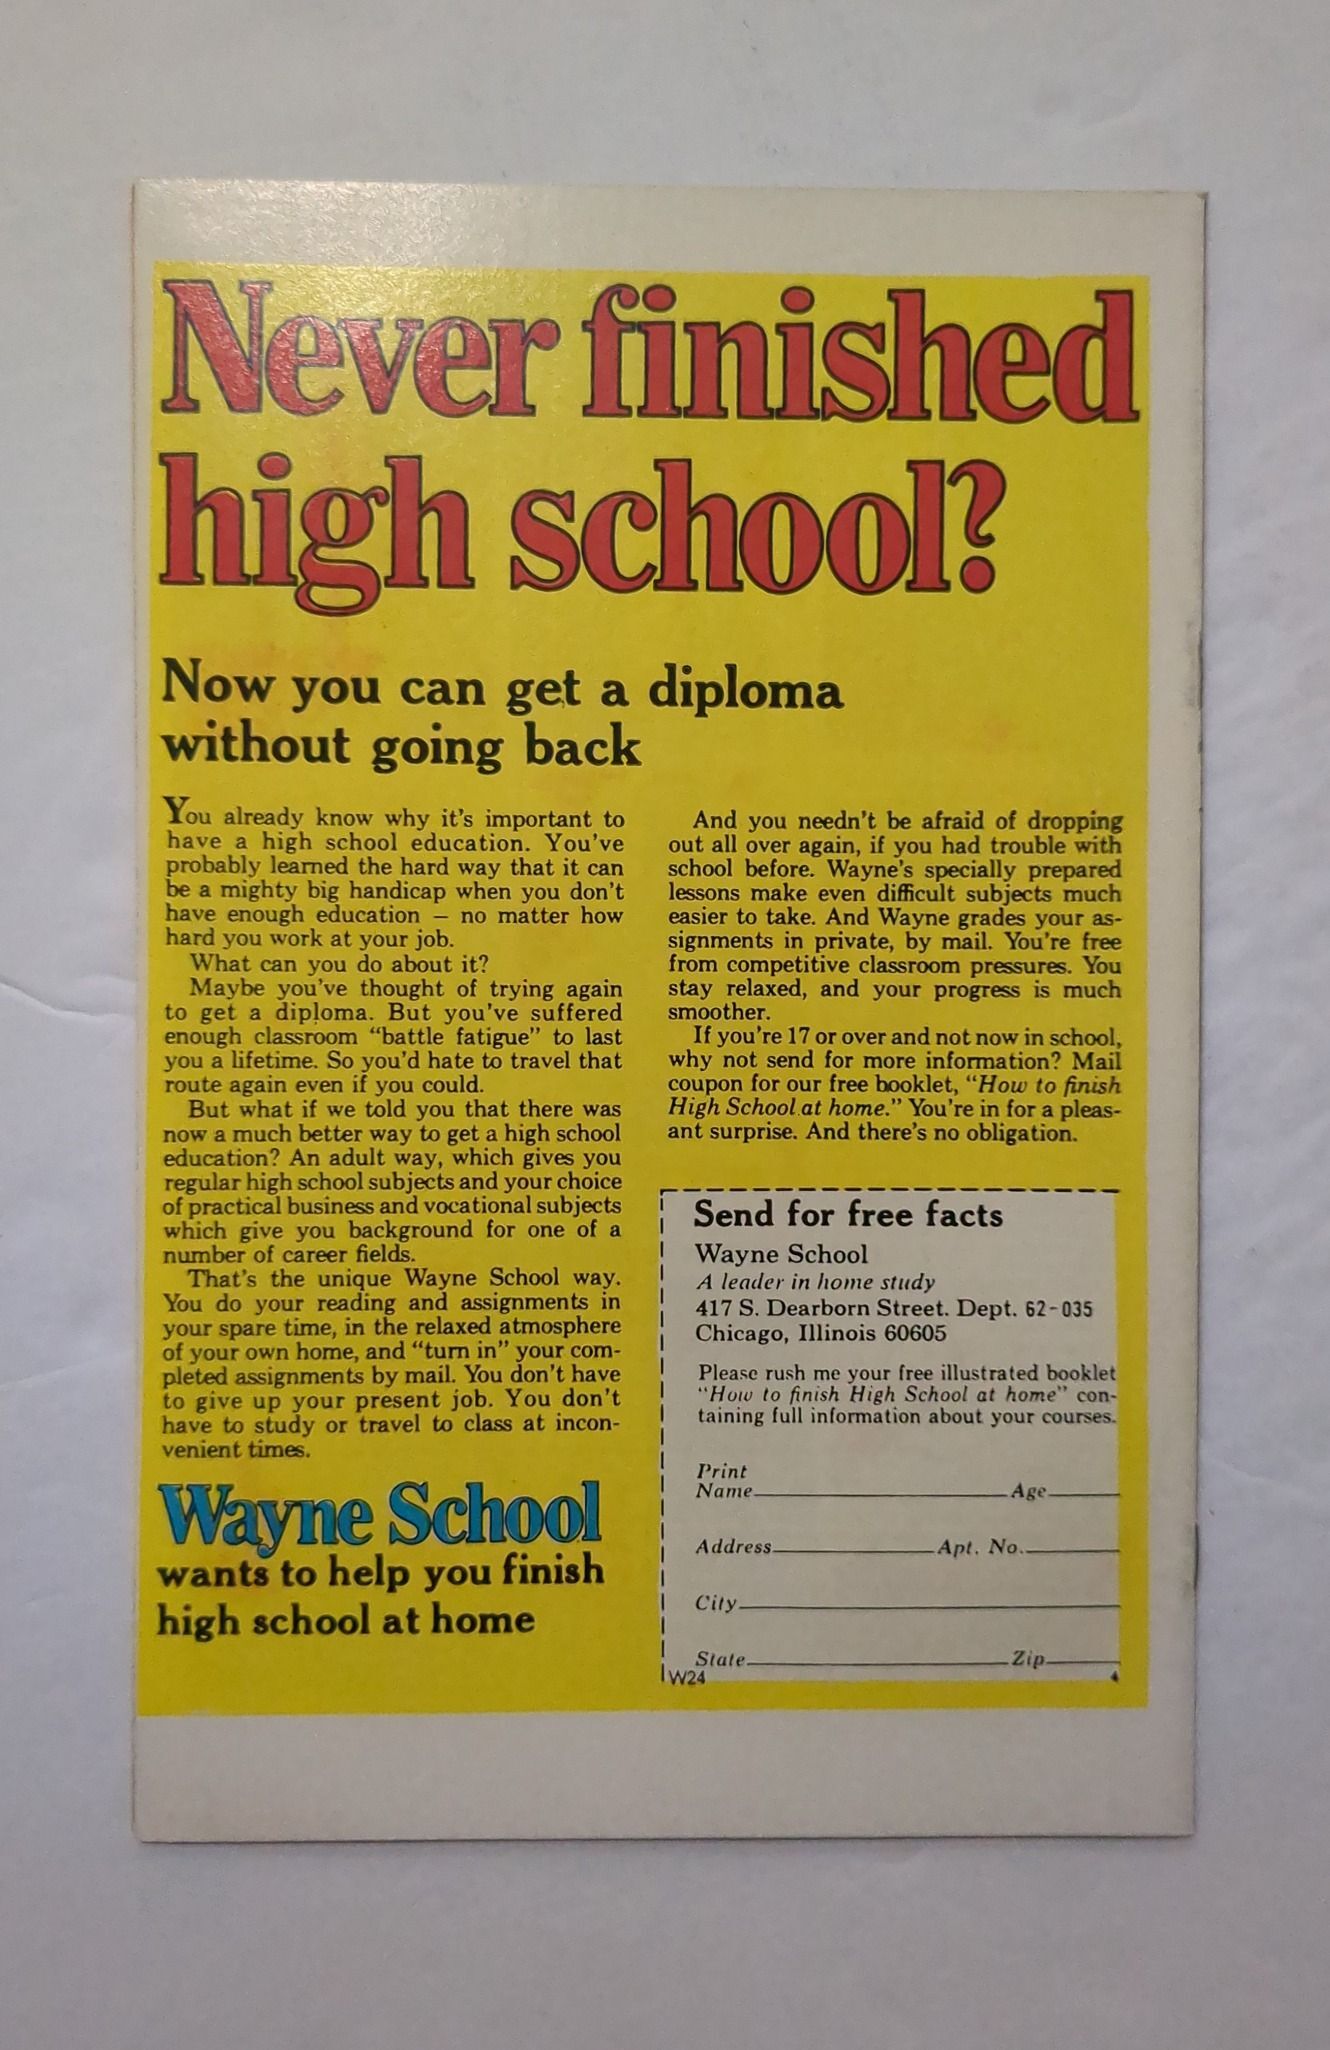 Never finished
high school?
Now you can get a diploma
without going back
You already know why it's important to
have a high school education. You've
probably learned the hard way that it can
be a mighty big handicap when you don't
have enough education – no matter how
hard you work at your job.
What can you do about it?
Maybe you've thought of trying again
to get a diploma. But you've suffered
enough classroom "battle fatigue" to last
you a lifetime. So you'd hate to travel that
route again even if you could.
But what if we told you that there was
now a much better way to get a high school
education? An adult way, which gives you
regular high school subjects and your choice
of practical business and vocational subjects
which give you background for one of a
number of career fields.
That's the unique Wayne School way.
You do your reading and assignments in
your spare time, in the relaxed atmosphere
of your own home, and "turn in" your com-
pleted assignments by mail. You don't have
to give up your present job. You don't
have to study or travel to class at incon-
venient times.
Wayne School
wants to help you finish
high school at home
And you needn't be afraid of dropping
out all over again, if you had trouble with
school before. Wayne's specially prepared
lessons make even difficult subjects much
easier to take. And Wayne grades your as-
signments in private, by mail. You're free
from competitive classroom pressures. You
stay relaxed, and your progress is much
smoother.
If you're 17 or over and not now in school,
why not send for more information? Mail
coupon for our free booklet, "How to finish
High School at home." You're in for a pleas-
ant surprise. And there's no obligation.
Send for free facts
Wayne School
A leader in home study
417 S. Dearborn Street. Dept. 62-035
Chicago, Illinois 60605
Please rush me your free illustrated booklet
"How to finish High School at home" con-
taining full information about your courses.
Print
Name Age
Address Apt. No.
City
State Zip
W24 4